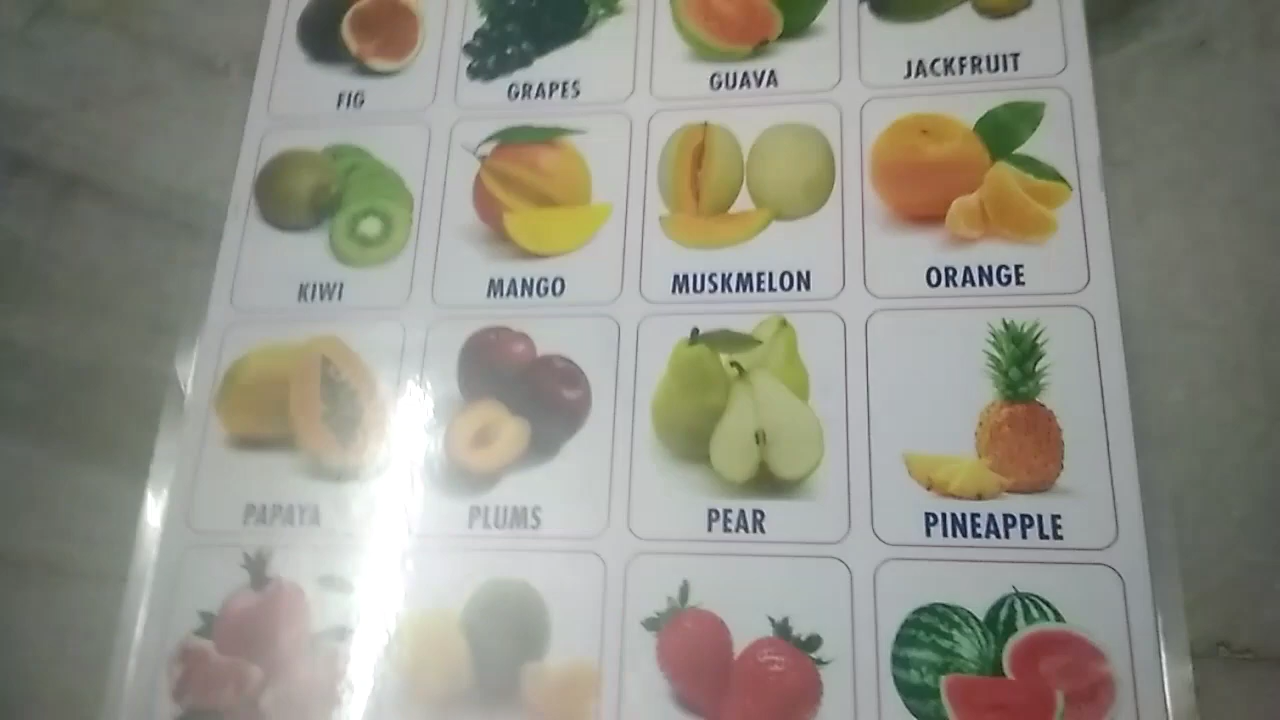 FIG
GRAPES
GUAVA
JACKFRUIT
KIWI
MANGO
MUSKMELON
ORANGE
PAPAYA
PLUMS
PEAR
PINEAPPLE